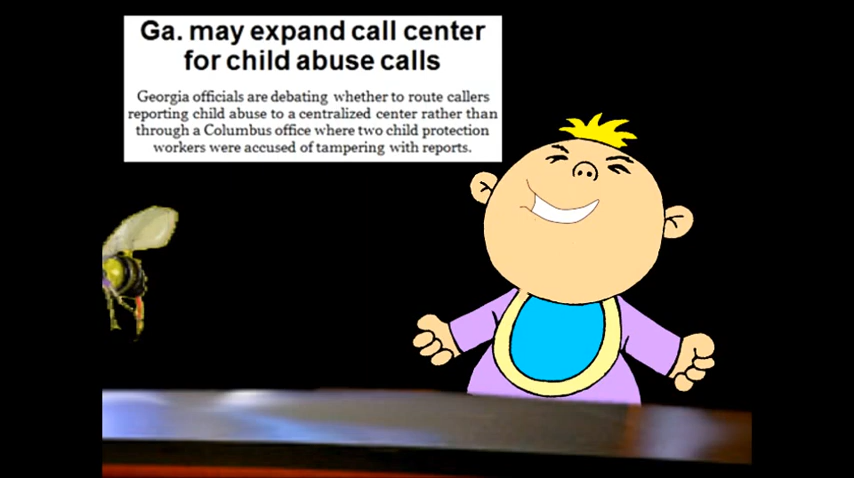 Ga. may expand call center
for child abuse calls
Georgia officials are debating whether to route callers
reporting child abuse to a centralized center rather than
through a Columbus office where two child protection
workers were accused of tampering with reports.